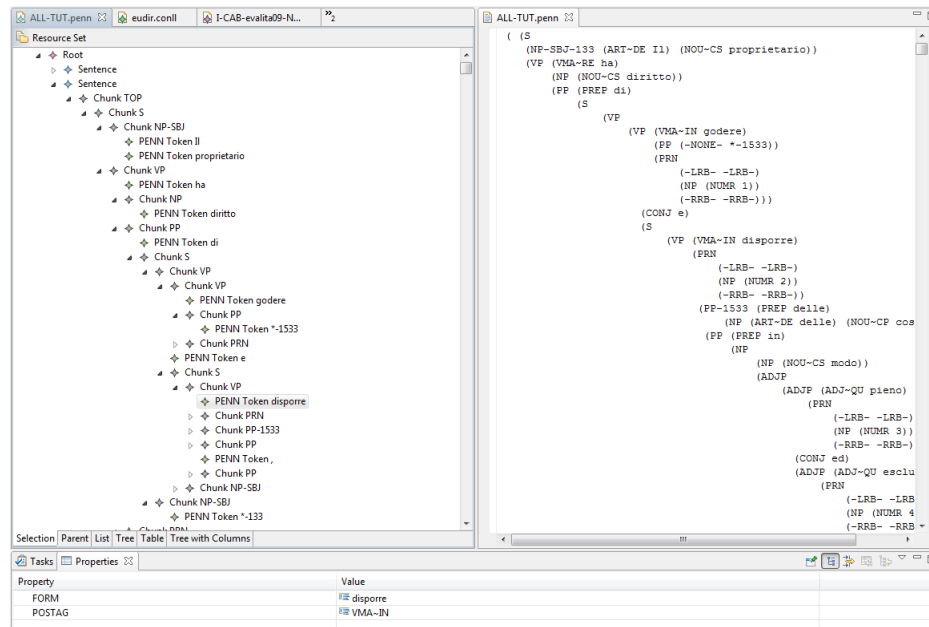 ALL-TUT.penn eudir.conll I-CAB-evalita09-N... »2
Resource Set
Root
Sentence
Sentence
Chunk TOP
Chunk S
Chunk NP-SBJ
PENN Token Il
PENN Token proprietario
Chunk VP
PENN Token ha
Chunk NP
PENN Token diritto
Chunk PP
PENN Token di
Chunk S
Chunk VP
Chunk VP
PENN Token godere
Chunk PP
PENN Token *-1533
Chunk PRN
PENN Token e
Chunk S
Chunk VP
PENN Token disporre
Chunk PRN
Chunk PP-1533
Chunk PP
PENN Token ,
Chunk PP
Chunk NP-SBJ
Chunk NP-SBJ
PENN Token *-133
Chunk PRN
Selection Parent List Tree Table Tree with Columns
ALL-TUT.penn
( (S
(NP-SBJ-133 (ART~DE Il) (NOU~CS proprietario))
(VP (VMA~RE ha)
(NP (NOU~CS diritto))
(PP (PREP di)
(S
(VP
(VP (VMA~IN godere)
(PP (-NONE- *-1533))
(PRN
(-LRB- -LRB-)
(NP (NUMR 1))
(-RRB- -RRB-)))
(CONJ e)
(S
(VP (VMA~IN disporre)
(PRN
(-LRB- -LRB-)
(NP (NUMR 2))
(-RRB- -RRB-))
(PP-1533 (PREP delle)
(NP (ART~DE delle) (NOU~CP cos
(PP (PREP in)
(NP
(NP (NOU~CS modo))
(ADJP
(ADJP (ADJ~QU pieno)
(PRN
(-LRB- -LRB-)
(NP (NUMR 3))
(-RRB- -RRB-)
(CONJ ed)
(ADJP (ADJ~QU esclu
(PRN
(-LRB- -LRB
(NP (NUMR 4
(-RRB- -RRB
Tasks Properties
Property Value
FORM disporre
POSTAG VMA~IN